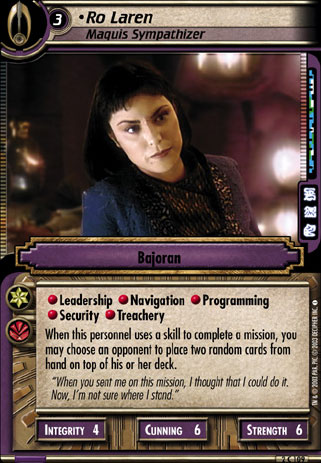 3
•Ro Laren
Maquis Sympathizer
Bajoran
•Leadership •Navigation •Programming
•Security •Treachery
When this personnel uses a skill to complete a mission, you
may choose an opponent to place two random cards from
hand on top of his or her deck.
"When you sent me on this mission, I thought that I could do it.
Now, I'm not sure where I stand."
INTEGRITY 4 CUNNING 6 STRENGTH 6